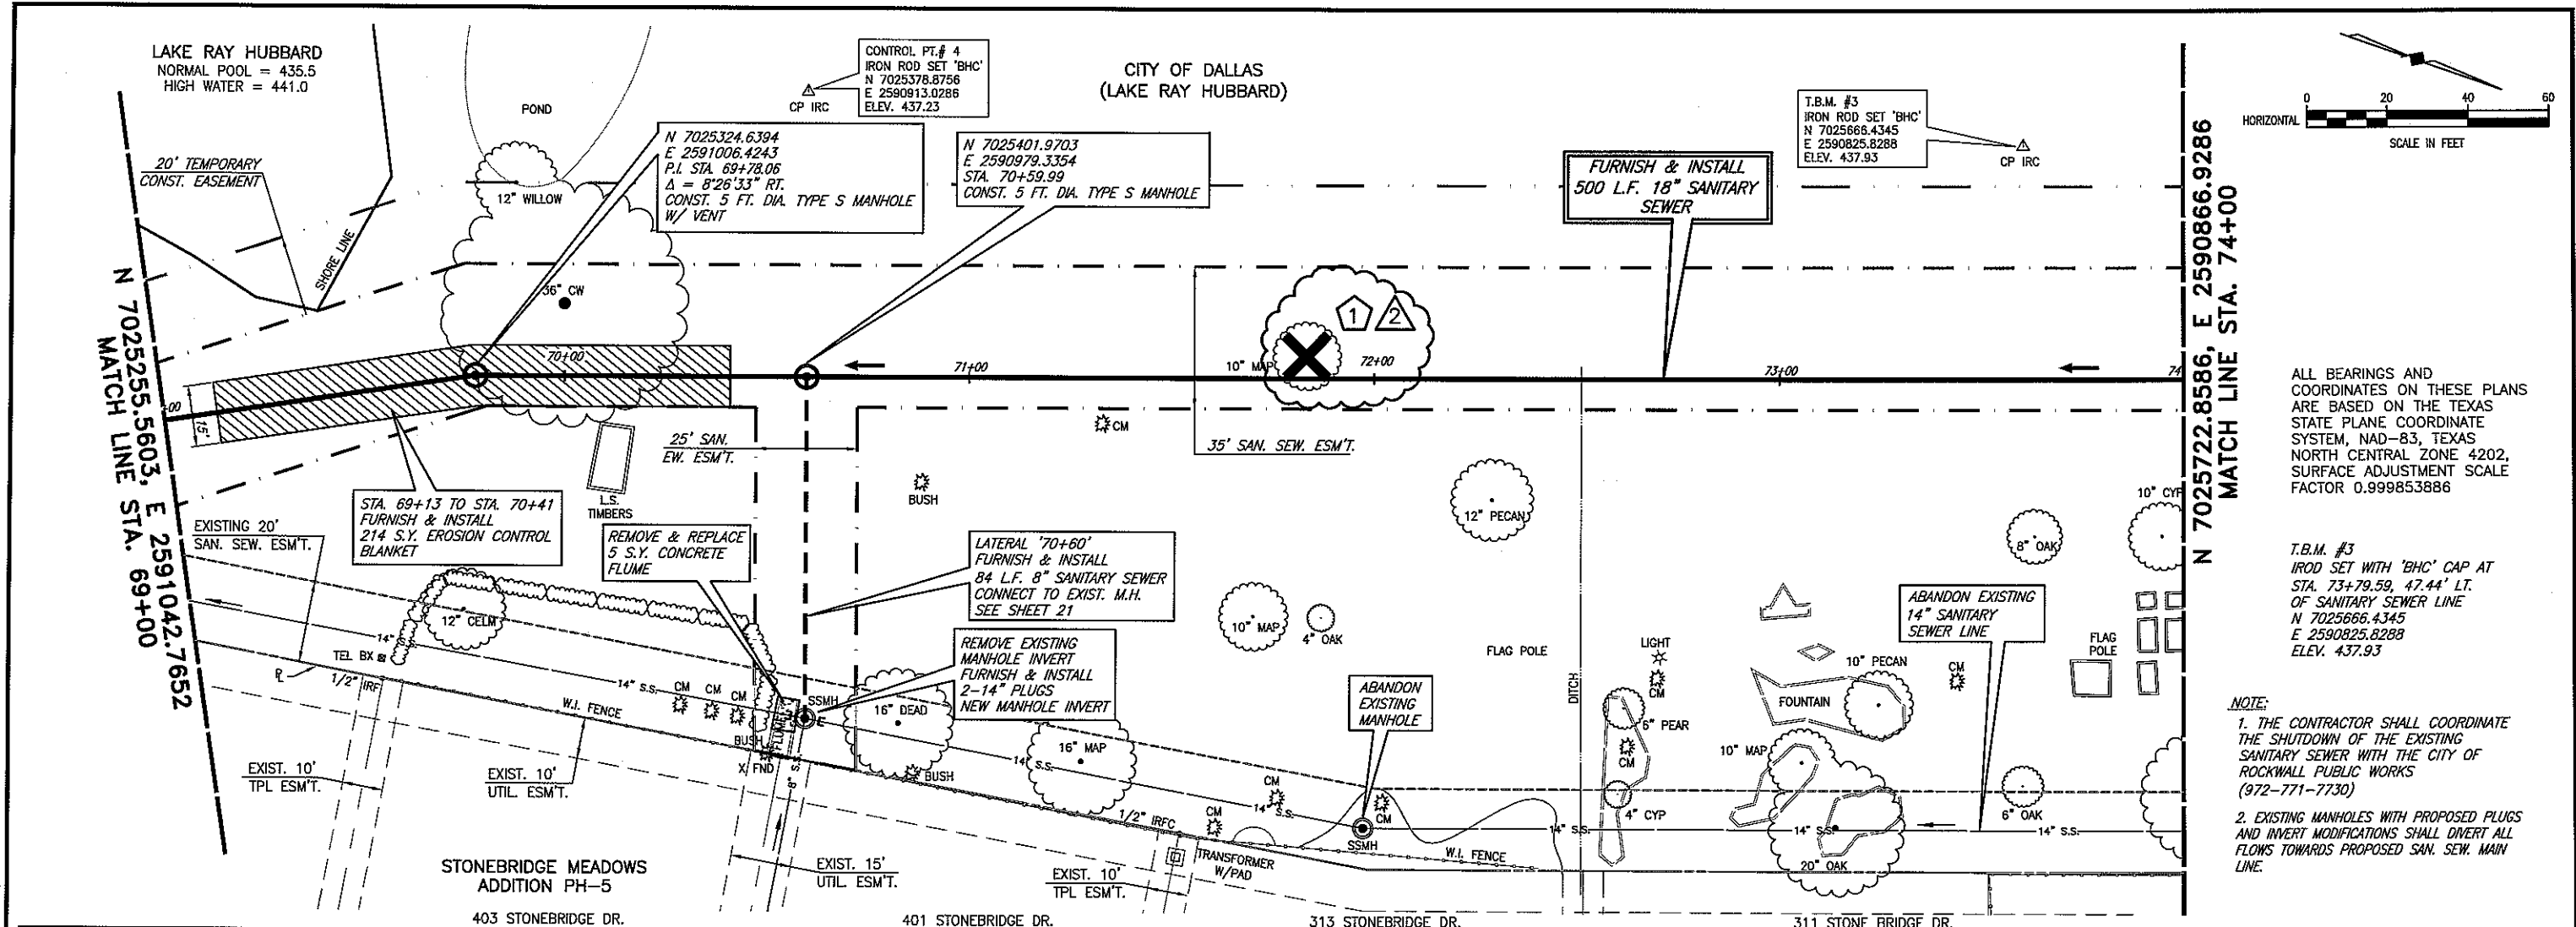 LAKE RAY HUBBARD
NORMAL POOL = 435.5
HIGH WATER = 441.0
POND
CONTROL PT.# 4
IRON ROD SET 'BHC'
N 7025378.8756
E 2590913.0286
ELEV. 437.23
CP IRC
CITY OF DALLAS
(LAKE RAY HUBBARD)
T.B.M. #3
IRON ROD SET 'BHC'
N 7025666.4345
E 2590825.8288
ELEV. 437.93
CP IRC
0 20 40 60
HORIZONTAL
SCALE IN FEET
20' TEMPORARY
CONST. EASEMENT
SHORE LINE
12" WILLOW
N 7025324.6394
E 2591006.4243
P.I. STA. 69+78.06
Δ = 8°26'33" RT.
CONST. 5 FT. DIA. TYPE S MANHOLE
W/ VENT
N 7025401.9703
E 2590979.3354
STA. 70+59.99
CONST. 5 FT. DIA. TYPE S MANHOLE
FURNISH & INSTALL
500 L.F. 18" SANITARY
SEWER
N 7025722.8586, E 2590866.9286
MATCH LINE STA. 74+00
N 7025255.5603, E 2591042.7652
MATCH LINE STA. 69+00
36" CW
1 2
+00
70+00
71+00
10" MAP
72+00
73+00
74
15'
25' SAN.
EW. ESM'T.
CM
35' SAN. SEW. ESM'T.
L.S.
TIMBERS
BUSH
12" PECAN
10" CYP
8" OAK
ALL BEARINGS AND
COORDINATES ON THESE PLANS
ARE BASED ON THE TEXAS
STATE PLANE COORDINATE
SYSTEM, NAD-83, TEXAS
NORTH CENTRAL ZONE 4202,
SURFACE ADJUSTMENT SCALE
FACTOR 0.999853886
STA. 69+13 TO STA. 70+41
FURNISH & INSTALL
214 S.Y. EROSION CONTROL
BLANKET
EXISTING 20'
SAN. SEW. ESM'T.
REMOVE & REPLACE
5 S.Y. CONCRETE
FLUME
LATERAL '70+60'
FURNISH & INSTALL
84 L.F. 8" SANITARY SEWER
CONNECT TO EXIST. M.H.
SEE SHEET 21
T.B.M. #3
IROD SET WITH 'BHC' CAP AT
STA. 73+79.59, 47.44' LT.
OF SANITARY SEWER LINE
N 7025666.4345
E 2590825.8288
ELEV. 437.93
ABANDON EXISTING
14" SANITARY
SEWER LINE
12" CELM
10" MAP
4" OAK
REMOVE EXISTING
MANHOLE INVERT
FURNISH & INSTALL
2-14" PLUGS
NEW MANHOLE INVERT
FLAG POLE
DITCH
LIGHT
CM
10" PECAN
FOUNTAIN
CM
FLAG
POLE
14" S.S.
TEL BX
PL
1/2" IRF
14" S.S.
CM
CM
CM
W.I. FENCE
FLUME
SSMH
E
BUSH
X FND
8" S.S.
16" DEAD
BUSH
16" MAP
14" S.S.
ABANDON
EXISTING
MANHOLE
6" PEAR
CM
4" CYP
10" MAP
20" OAK
6" OAK
NOTE:
1. THE CONTRACTOR SHALL COORDINATE
THE SHUTDOWN OF THE EXISTING
SANITARY SEWER WITH THE CITY OF
ROCKWALL PUBLIC WORKS
(972-771-7730)
2. EXISTING MANHOLES WITH PROPOSED PLUGS
AND INVERT MODIFICATIONS SHALL DIVERT ALL
FLOWS TOWARDS PROPOSED SAN. SEW. MAIN
LINE.
EXIST. 10'
TPL ESM'T.
EXIST. 10'
UTIL. ESM'T.
CM
CM
CM
14" S.S.
1/2" IRFC
SSMH
14" S.S.
14" S.S.
14" S.S.
W.I. FENCE
TRANSFORMER
W/PAD
STONEBRIDGE MEADOWS
ADDITION PH-5
EXIST. 15'
UTIL. ESM'T.
EXIST. 10'
TPL ESM'T.
403 STONEBRIDGE DR.
401 STONEBRIDGE DR.
313 STONEBRIDGE DR.
311 STONE BRIDGE DR.